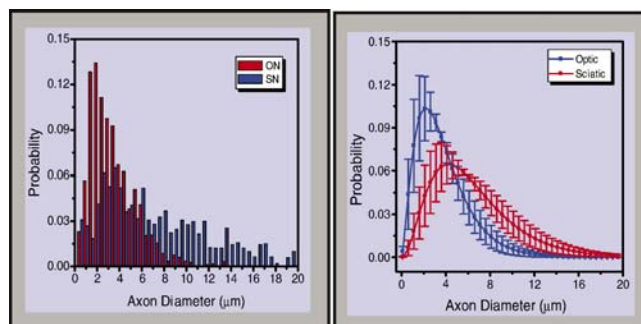 0.15
0.12
0.09
0.06
0.03
0.00
Probability
ON
SN
0 2 4 6 8 10 12 14 16 18 20
Axon Diameter (μm)
0.15
0.12
0.09
0.06
0.03
0.00
Probability
Optic
Sciatic
0 4 8 12 16 20
Axon Diameter (μm)